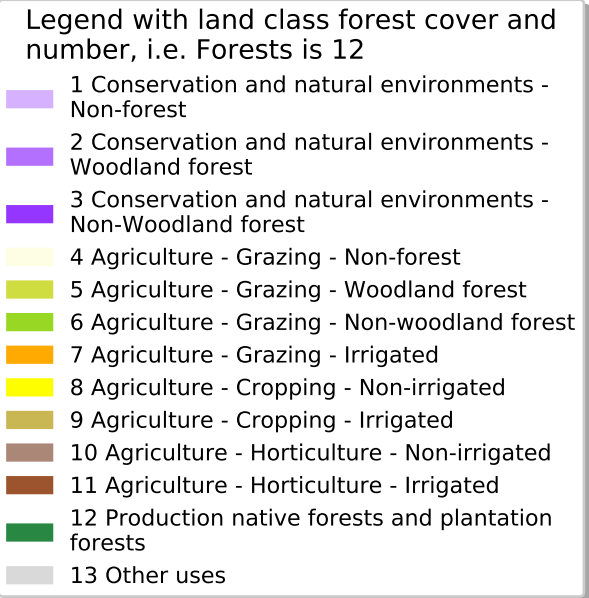 Legend with land class forest cover and
number, i.e. Forests is 12
1 Conservation and natural environments -
Non-forest
2 Conservation and natural environments -
Woodland forest
3 Conservation and natural environments -
Non-Woodland forest
4 Agriculture - Grazing - Non-forest
5 Agriculture - Grazing - Woodland forest
6 Agriculture - Grazing - Non-woodland forest
7 Agriculture - Grazing - Irrigated
8 Agriculture - Cropping - Non-irrigated
9 Agriculture - Cropping - Irrigated
10 Agriculture - Horticulture - Non-irrigated
11 Agriculture - Horticulture - Irrigated
12 Production native forests and plantation
forests
13 Other uses